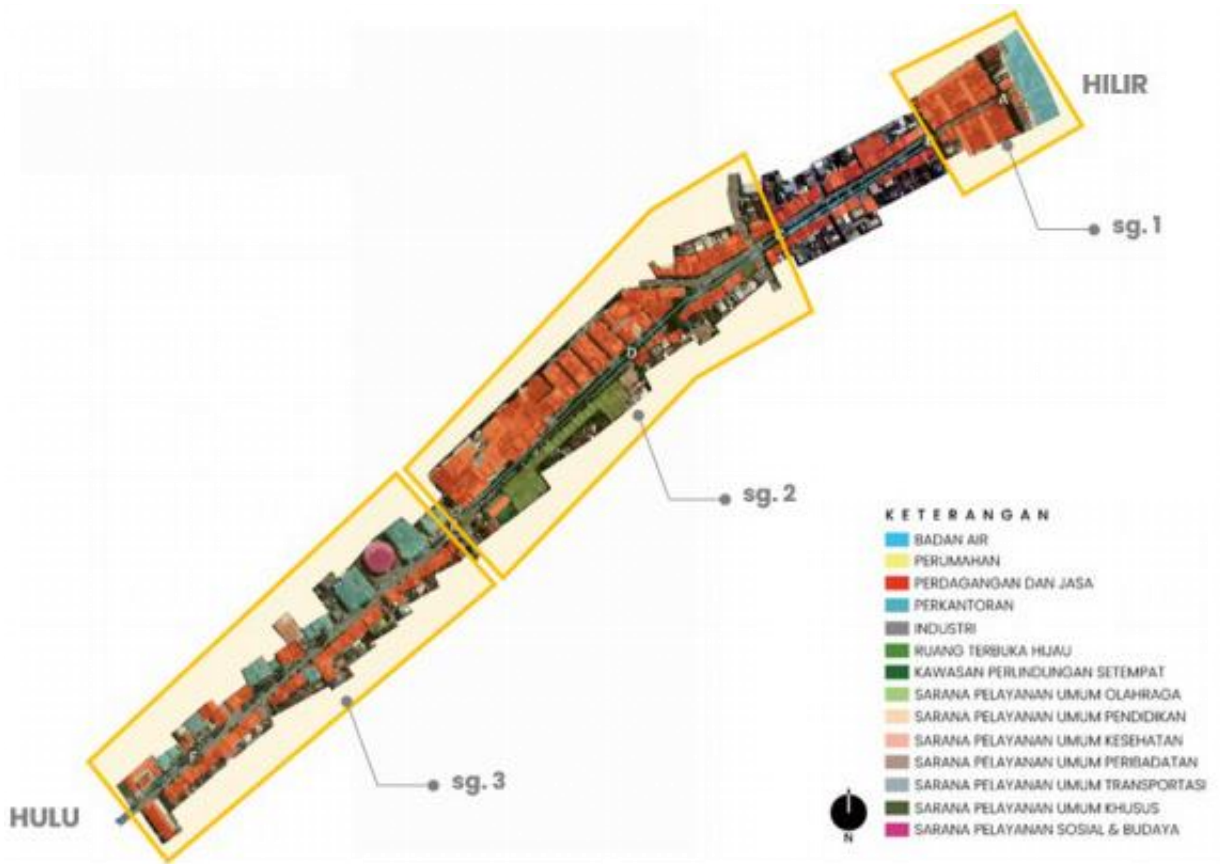 HILIR
sg. 1
D
sg. 2
sg. 3
HULU
KETERANGAN
BADAN AIR
PERUMAHAN
PERDAGANGAN DAN JASA
PERKANTORAN
INDUSTRI
RUANG TERBUKA HIJAU
KAWASAN PERLINDUNGAN SETEMPAT
SARANA PELAYANAN UMUM OLAHRAGA
SARANA PELAYANAN UMUM PENDIDIKAN
SARANA PELAYANAN UMUM KESEHATAN
SARANA PELAYANAN UMUM PERIBADATAN
SARANA PELAYANAN UMUM TRANSPORTASI
SARANA PELAYANAN UMUM KHUSUS
SARANA PELAYANAN SOSIAL & BUDAYA
N